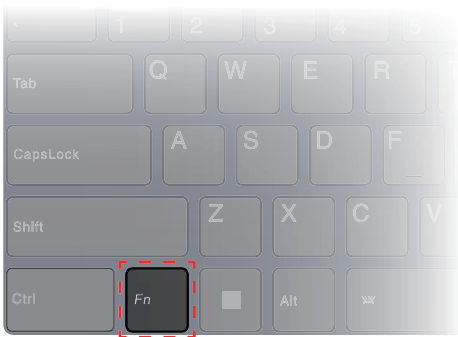 ` 1 2 3 4 5
Tab Q W E R
CapsLock A S D F
Shift Z X C V
Ctrl Fn Alt